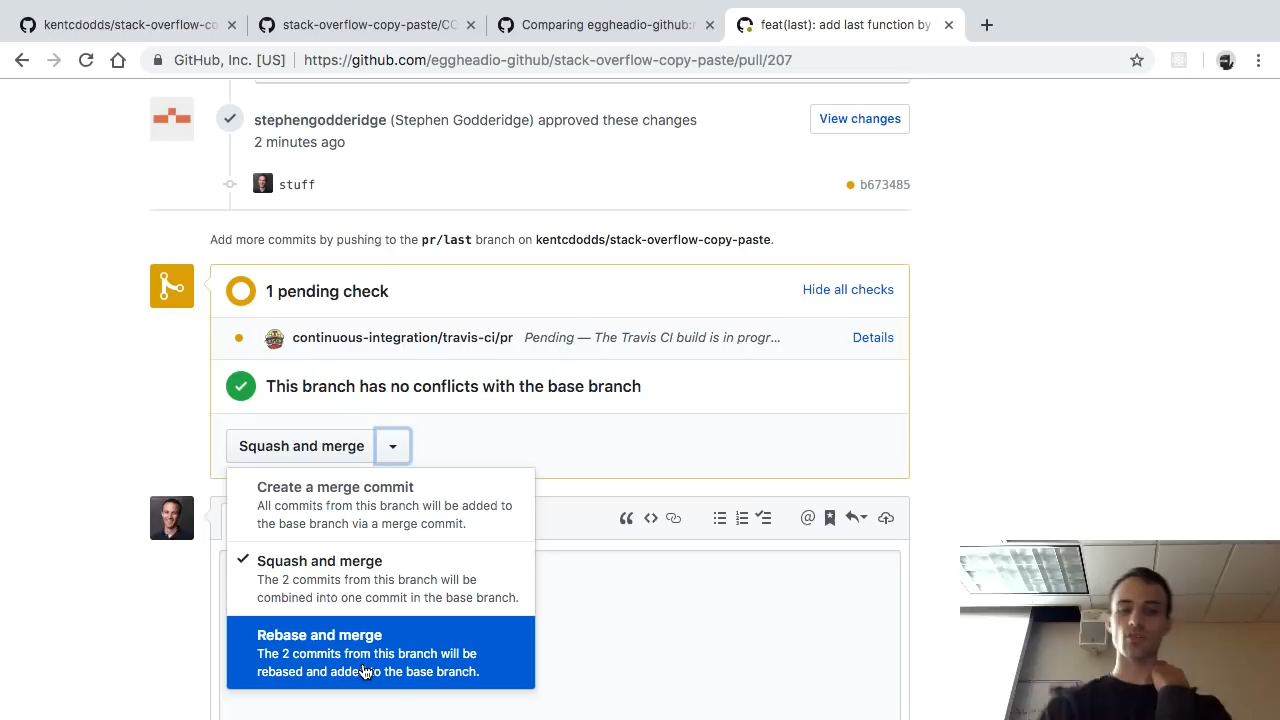 kentcdodds/stack-overflow-co
stack-overflow-copy-paste/CO
Comparing eggheadio-github:
feat(last): add last function by
GitHub, Inc. [US]
https://github.com/eggheadio-github/stack-overflow-copy-paste/pull/207
stephengodderidge (Stephen Godderidge) approved these changes
2 minutes ago
View changes
stuff
b673485
Add more commits by pushing to the pr/last branch on kentcdodds/stack-overflow-copy-paste.
1 pending check
Hide all checks
continuous-integration/travis-ci/pr Pending — The Travis CI build is in progr...
Details
This branch has no conflicts with the base branch
Squash and merge
Create a merge commit
All commits from this branch will be added to
the base branch via a merge commit.
Squash and merge
The 2 commits from this branch will be
combined into one commit in the base branch.
Rebase and merge
The 2 commits from this branch will be
rebased and added to the base branch.